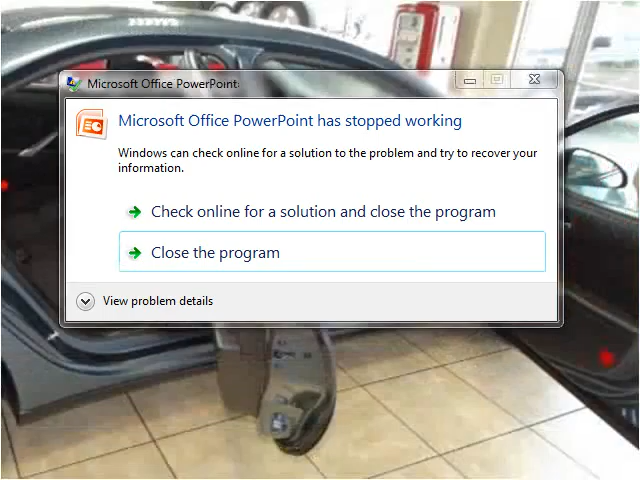 Microsoft Office PowerPoint
Microsoft Office PowerPoint has stopped working
Windows can check online for a solution to the problem and try to recover your
information.
Check online for a solution and close the program
Close the program
View problem details